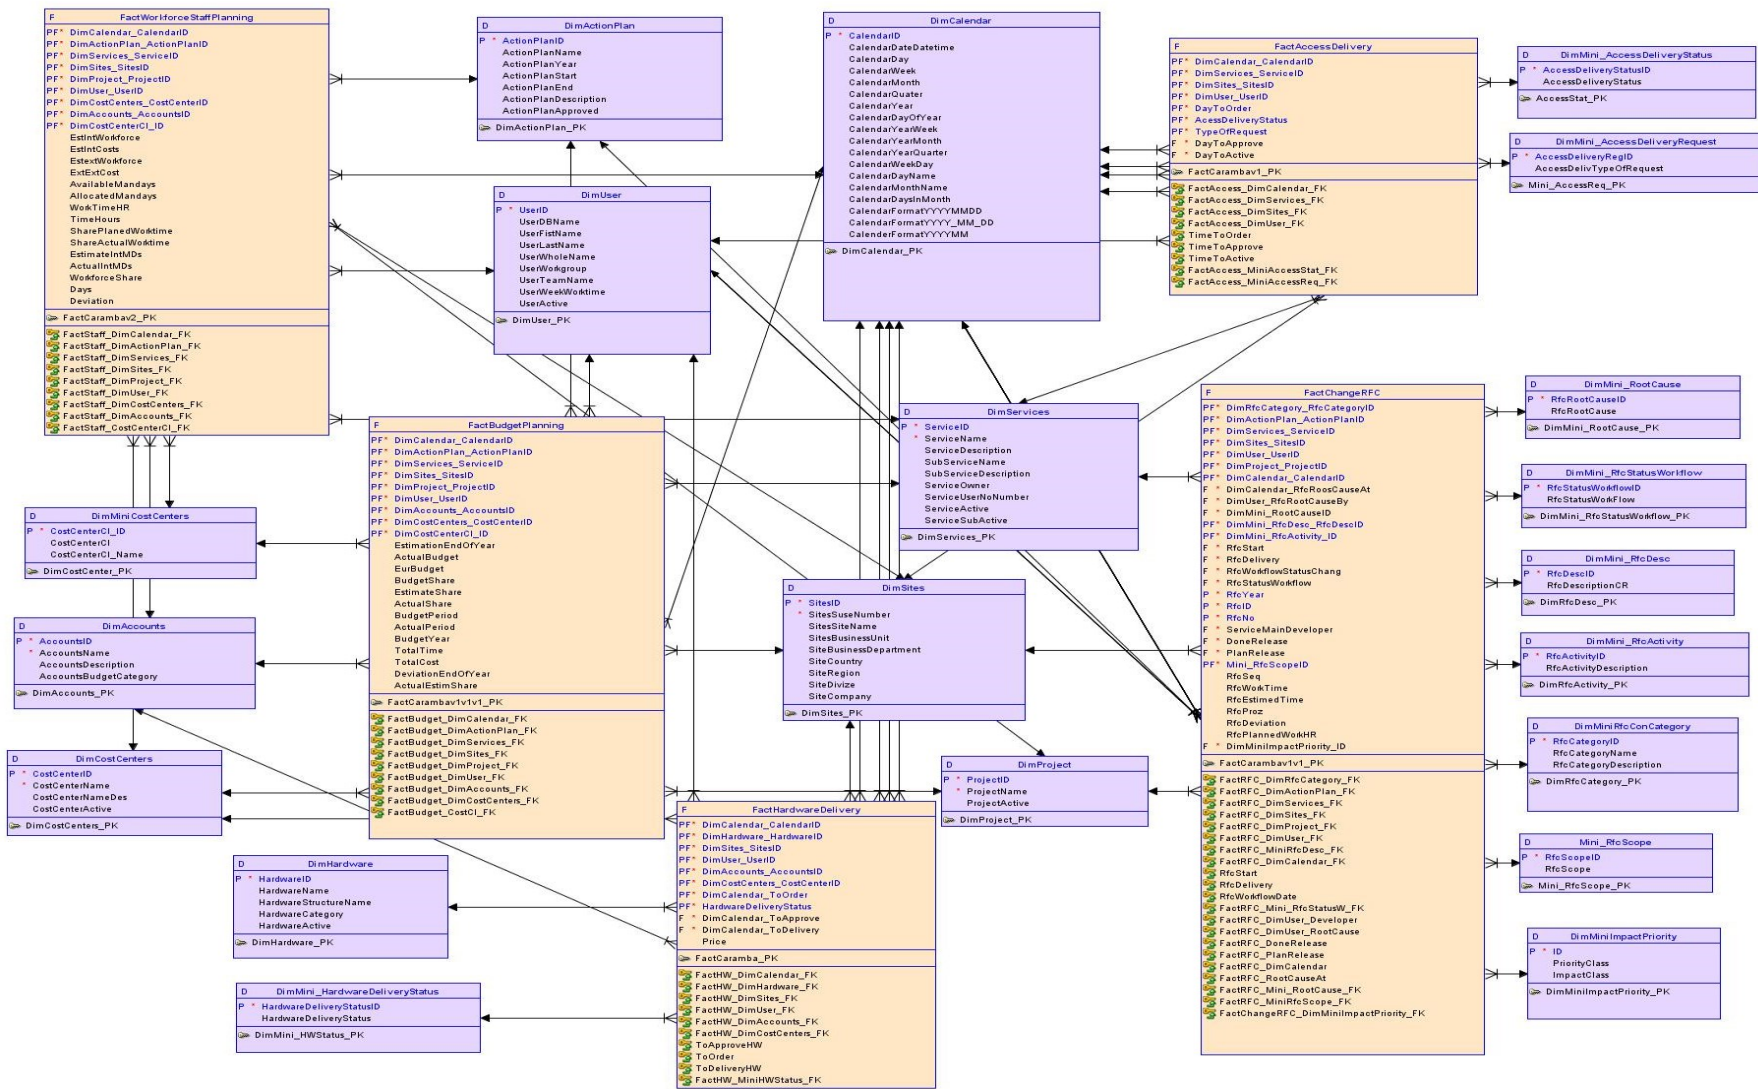 F FactWorkforceStaffPlanning
PF* DimCalendar_CalendarID
PF* DimActionPlan_ActionPlanID
PF* DimServices_ServiceID
PF* DimSites_SitesID
PF* DimProject_ProjectID
PF* DimUser_UserID
PF* DimCostCenters_CostCenterID
PF* DimAccounts_AccountsID
PF* DimCostCenterCI_ID
EstIntWorkforce
EstIntCosts
EstextWorkforce
ExtExtCost
AvailableMandays
AllocatedMandays
WorkTimeHR
TimeHours
SharePlanedWorktime
ShareActualWorktime
EstimateIntMDs
ActualIntMDs
WorkforceShare
Days
Deviation
FactCarambav2_PK
FactStaff_DimCalendar_FK
FactStaff_DimActionPlan_FK
FactStaff_DimServices_FK
FactStaff_DimSites_FK
FactStaff_DimProject_FK
FactStaff_DimUser_FK
FactStaff_DimCostCenters_FK
FactStaff_DimAccounts_FK
FactStaff_CostCenterCI_FK
D DimActionPlan
P * ActionPlanID
ActionPlanName
ActionPlanYear
ActionPlanStart
ActionPlanEnd
ActionPlanDescription
ActionPlanApproved
DimActionPlan_PK
D DimUser
P * UserID
UserDBName
UserFistName
UserLastName
UserWholeName
UserWorkgroup
UserTeamName
UserWeekWorktime
UserActive
DimUser_PK
D DimCalendar
P * CalendarID
CalendarDateDatetime
CalendarDay
CalendarWeek
CalendarMonth
CalendarQuater
CalendarYear
CalendarDayOfYear
CalendarYearWeek
CalendarYearMonth
CalendarYearQuarter
CalendarWeekDay
CalendarDayName
CalendarMonthName
CalendarDaysInMonth
CalendarFormatYYYYMMDD
CalendarFormatYYYY_MM_DD
CalenderFormatYYYYMM
DimCalendar_PK
F FactAccessDelivery
PF* DimCalendar_CalendarID
PF* DimServices_ServiceID
PF* DimSites_SitesID
PF* DimUser_UserID
PF* DayToOrder
PF* AcessDeliveryStatus
PF* TypeOfRequest
F * DayToApprove
F * DayToActive
FactCarambav1_PK
FactAccess_DimCalendar_FK
FactAccess_DimServices_FK
FactAccess_DimSites_FK
FactAccess_DimUser_FK
TimeToOrder
TimeToApprove
TimeToActive
FactAccess_MiniAccessStat_FK
FactAccess_MiniAccessReq_FK
D DimMini_AccessDeliveryStatus
P * AccessDeliveryStatusID
AccessDeliveryStatus
AccessStat_PK
D DimMini_AccessDeliveryRequest
P * AccessDeliveryRegID
AccessDelivTypeOfRequest
Mini_AccessReq_PK
F FactBudgetPlanning
PF* DimCalendar_CalendarID
PF* DimActionPlan_ActionPlanID
PF* DimServices_ServiceID
PF* DimSites_SitesID
PF* DimProject_ProjectID
PF* DimUser_UserID
PF* DimAccounts_AccountsID
PF* DimCostCenters_CostCenterID
PF* DimCostCenterCI_ID
EstimationEndOfYear
ActualBudget
EurBudget
BudgetShare
EstimateShare
ActualShare
BudgetPeriod
ActualPeriod
BudgetYear
TotalTime
TotalCost
DeviationEndOfYear
ActualEstimShare
FactCarambav1v1v1_PK
FactBudget_DimCalendar_FK
FactBudget_DimActionPlan_FK
FactBudget_DimServices_FK
FactBudget_DimSites_FK
FactBudget_DimProject_FK
FactBudget_DimUser_FK
FactBudget_DimAccounts_FK
FactBudget_DimCostCenters_FK
FactBudget_CostCI_FK
D DimServices
P * ServiceID
* ServiceName
ServiceDescription
SubServiceName
SubServiceDescription
ServiceOwner
ServiceUserNoNumber
ServiceActive
ServiceSubActive
DimServices_PK
F FactChangeRFC
PF* DimRfcCategory_RfcCategoryID
PF* DimActionPlan_ActionPlanID
PF* DimServices_ServiceID
PF* DimSites_SitesID
PF* DimUser_UserID
PF* DimProject_ProjectID
PF* DimCalendar_CalendarID
F * DimCalendar_RfcRoosCauseAt
F * DimUser_RfcRootCauseBy
F * DimMini_RootCauseID
PF* DimMini_RfcDesc_RfcDescID
PF* DimMini_RfcActivity_ID
F * RfcStart
F * RfcDelivery
F * RfcWorkflowStatusChang
F * RfcStatusWorkflow
P * RfcYear
P * RfcID
P * RfcNo
F * ServiceMainDeveloper
F * DoneRelease
F * PlanRelease
PF* Mini_RfcScopeID
RfcSeq
RfcWorkTime
RfcEstimedTime
RfcProz
RfcDeviation
RfcPlannedWorkHR
F * DimMiniImpactPriority_ID
FactCarambav1v1_PK
FactRFC_DimRfcCategory_FK
FactRFC_DimActionPlan_FK
FactRFC_DimServices_FK
FactRFC_DimSites_FK
FactRFC_DimProject_FK
FactRFC_DimUser_FK
FactRFC_MiniRfcDesc_FK
FactRFC_DimCalendar_FK
RfcStart
RfcDelivery
RfcWorkflowDate
FactRFC_Mini_RfcStatusW_FK
FactRFC_DimUser_Developer
FactRFC_DimUser_RootCause
FactRFC_DoneRelease
FactRFC_PlanRelease
FactRFC_DimCalendar
FactRFC_RootCauseAt
FactRFC_Mini_RootCause_FK
FactRFC_MiniRfcScope_FK
FactChangeRFC_DimMiniImpactPriority_FK
D DimMini_RootCause
P * RfcRootCauseID
RfcRootCause
DimMini_RootCause_PK
D DimMini_RfcStatusWorkflow
P * RfcStatusWorkflowID
RfcStatusWorkFlow
DimMini_RfcStatusWorkflow_PK
D DimMini_RfcDesc
P * RfcDescID
RfcDescriptionCR
DimRfcDesc_PK
D DimMini_RfcActivity
P * RfcActivityID
RfcActivityDescription
DimRfcActivity_PK
D DimMiniRfcConCategory
P * RfcCategoryID
RfcCategoryName
RfcCategoryDescription
DimRfcCategory_PK
D Mini_RfcScope
P * RfcScopeID
RfcScope
Mini_RfcScope_PK
D DimMiniImpactPriority
P * ID
PriorityClass
ImpactClass
DimMiniImpactPriority_PK
D DimMiniCostCenters
P * CostCenterCI_ID
CostCenterCI
CostCenterCI_Name
DimCostCenter_PK
D DimAccounts
P * AccountsID
* AccountsName
AccountsDescription
AccountsBudgetCategory
DimAccounts_PK
D DimCostCenters
P * CostCenterID
* CostCenterName
CostCenterNameDes
CostCenterActive
DimCostCenters_PK
D DimSites
P * SitesID
* SitesSuseNumber
SitesSiteName
SitesBusinessUnit
SiteBusinessDepartment
SiteCountry
SiteRegion
SiteDivize
SiteCompany
DimSites_PK
D DimProject
P * ProjectID
* ProjectName
ProjectActive
DimProject_PK
D DimHardware
P * HardwareID
HardwareName
HardwareStructureName
HardwareCategory
HardwareActive
DimHardware_PK
D DimMini_HardwareDeliveryStatus
P * HardwareDeliveryStatusID
HardwareDeliveryStatus
DimMini_HWStatus_PK
F FactHardwareDelivery
PF* DimCalendar_CalendarID
PF* DimHardware_HardwareID
PF* DimSites_SitesID
PF* DimUser_UserID
PF* DimAccounts_AccountsID
PF* DimCostCenters_CostCenterID
PF* DimCalendar_ToOrder
PF* HardwareDeliveryStatus
F * DimCalendar_ToApprove
F * DimCalendar_ToDelivery
Price
FactCaramba_PK
FactHW_DimCalendar_FK
FactHW_DimHardware_FK
FactHW_DimSites_FK
FactHW_DimUser_FK
FactHW_DimAccounts_FK
FactHW_DimCostCenters_FK
ToApproveHW
ToOrder
ToDeliveryHW
FactHW_MiniHWStatus_FK